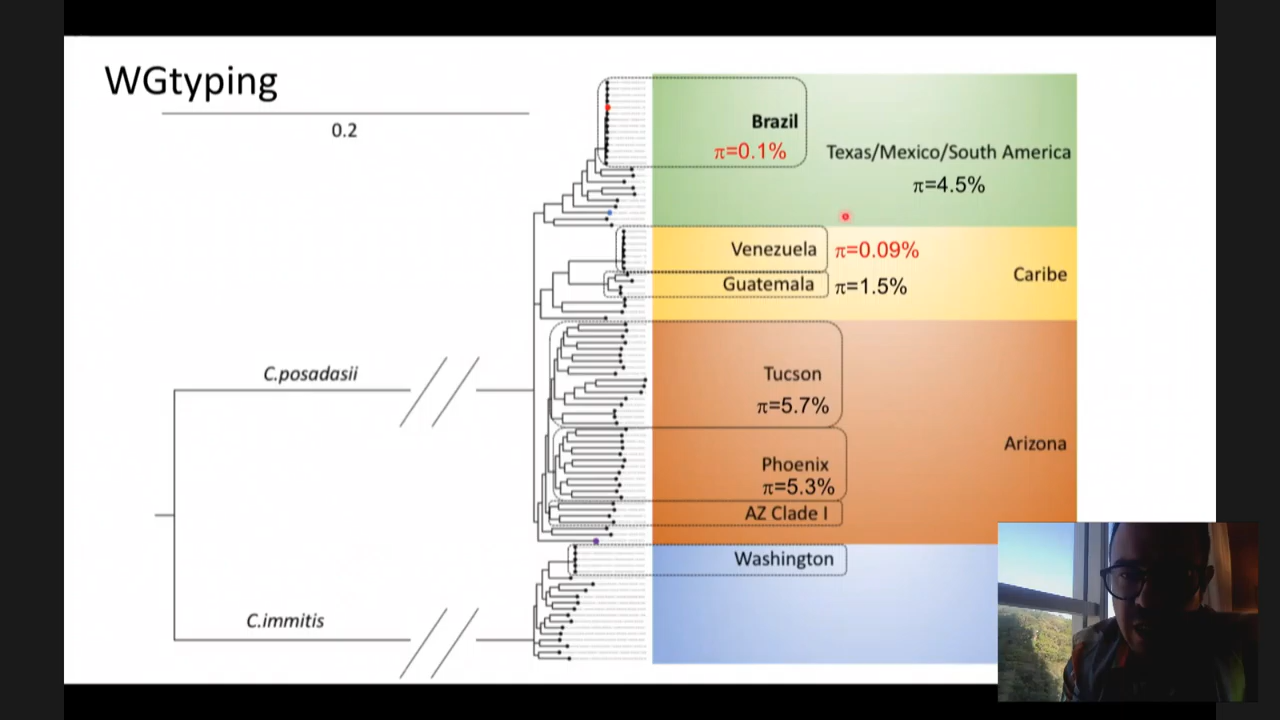 WGtyping
0.2
Brazil
π=0.1%
Texas/Mexico/South America
π=4.5%
Venezuela π=0.09%
Guatemala π=1.5%
Caribe
C.posadasii
Tucson
π=5.7%
Arizona
Phoenix
π=5.3%
AZ Clade I
Washington
C.immitis